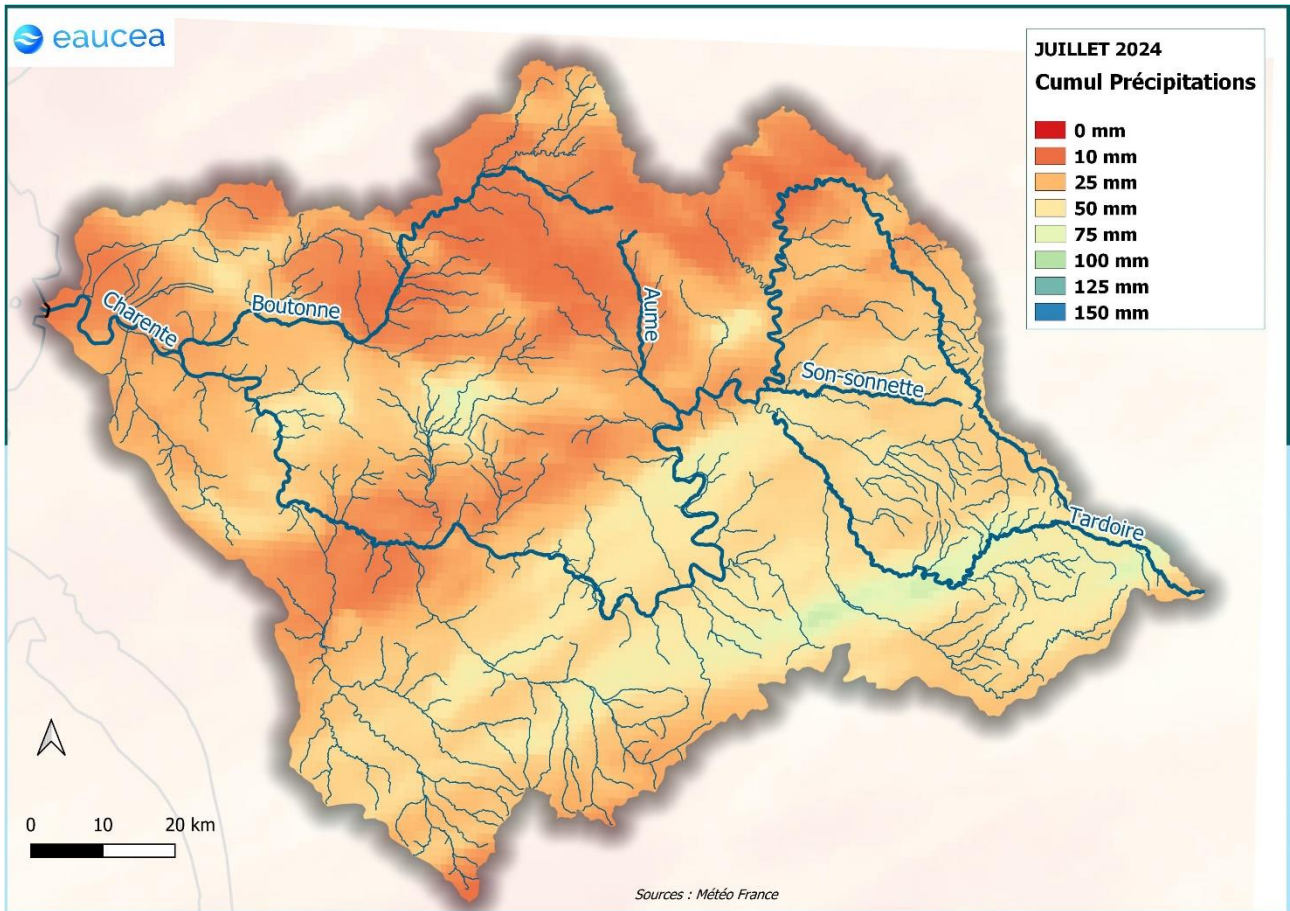 eaucea
JUILLET 2024
Cumul Précipitations
0 mm
10 mm
25 mm
50 mm
75 mm
100 mm
125 mm
150 mm
Charente
Boutonne
Aume
Son-sonnette
Tardoire
0 10 20 km
Sources : Météo France